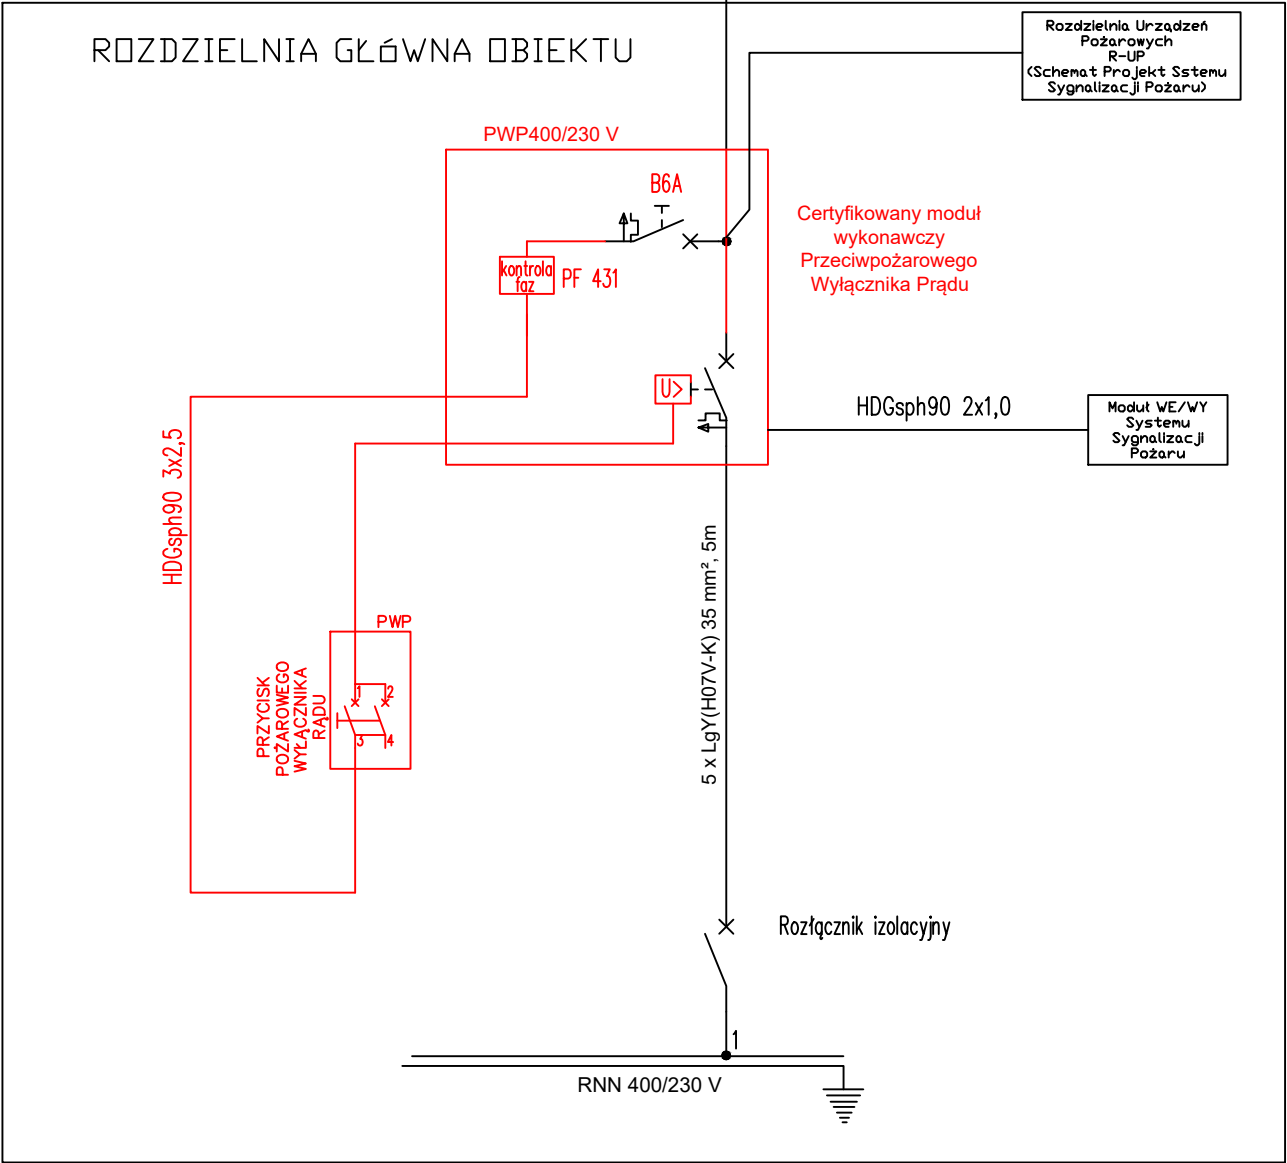 ROZDZIELNIA GŁÓWNA OBIEKTU
Rozdzielnia Urządzeń
Pożarowych
R-UP
(Schemat Projekt Sstemu
Sygnalizacji Pożaru)
PWP400/230 V
B6A
kontrola
faz
PF 431
Certyfikowany moduł
wykonawczy
Przeciwpożarowego
Wyłącznika Prądu
U>
HDGsph90 2x1,0
Moduł WE/WY
Systemu
Sygnalizacji
Pożaru
HDGsph90 3x2,5
5 x LgY(H07V-K) 35 mm², 5m
PWP
PRZYCISK
POŻAROWEGO
WYŁĄCZNIKA
RĄDU
1 2
3 4
Rozłącznik izolacyjny
1
RNN 400/230 V